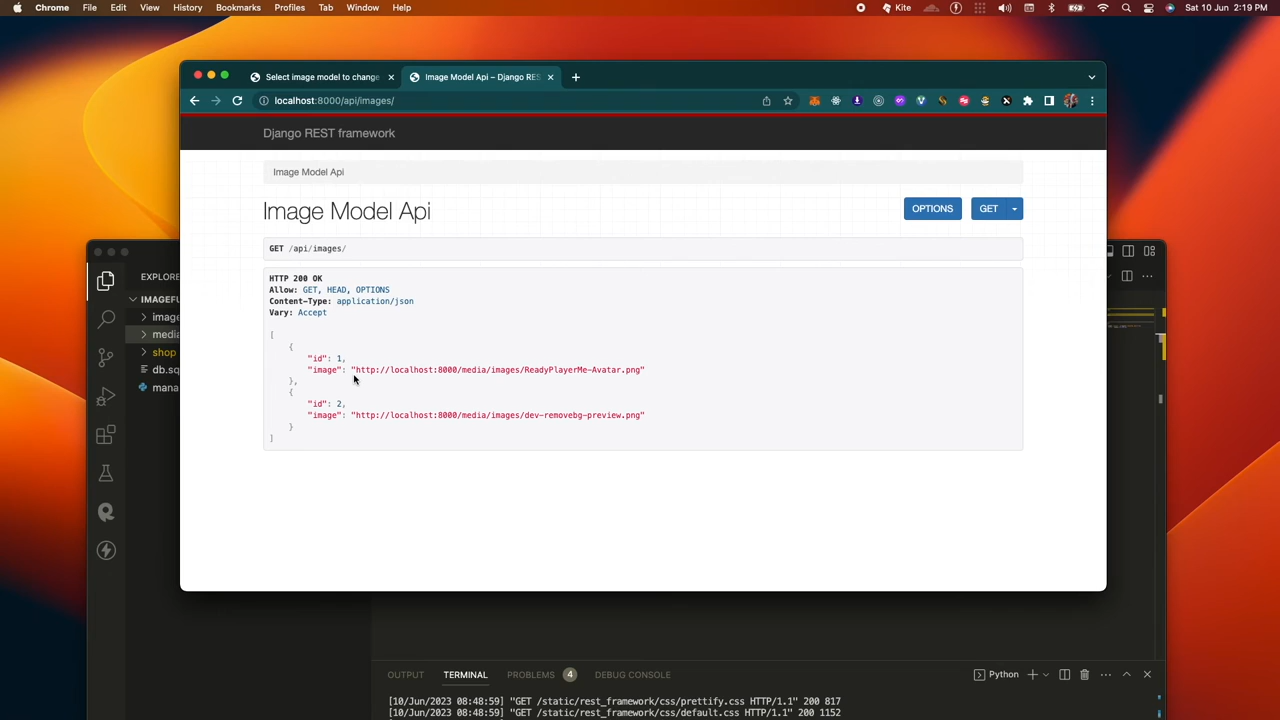 Chrome File Edit View History Bookmarks Profiles Tab Window Help Kite Sat 10 Jun 2:19 PM
Select image model to change
Image Model Api – Django RES
localhost:8000/api/images/
Django REST framework
Image Model Api
Image Model Api
OPTIONS
GET
GET /api/images/
HTTP 200 OK
Allow: GET, HEAD, OPTIONS
Content-Type: application/json
Vary: Accept
[
{
"id": 1,
"image": "http://localhost:8000/media/images/ReadyPlayerMe-Avatar.png"
},
{
"id": 2,
"image": "http://localhost:8000/media/images/dev-removebg-preview.png"
}
]
EXPLORE
IMAGEFU
image
media
shop
db.sq
mana
OUTPUT TERMINAL PROBLEMS 4 DEBUG CONSOLE Python
[10/Jun/2023 08:48:59] "GET /static/rest_framework/css/prettify.css HTTP/1.1" 200 817
[10/Jun/2023 08:48:59] "GET /static/rest_framework/css/default.css HTTP/1.1" 200 1152